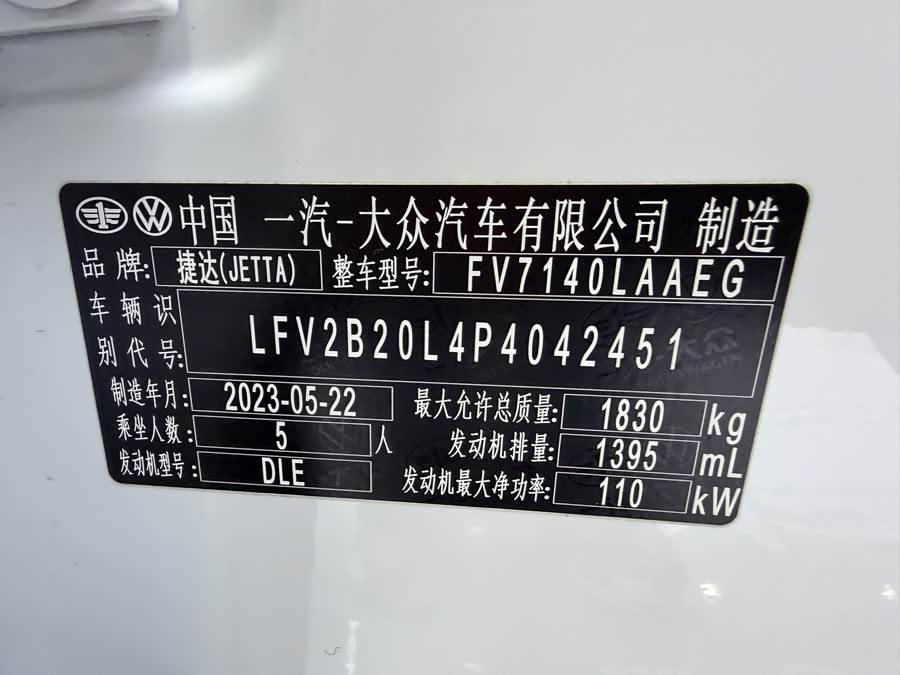 中国 一汽-大众汽车有限公司 制造
品牌: 捷达(JETTA) 整车型号: FV7140LAAEG
车辆识
别代号: LFV2B20L4P4042451
制造年月: 2023-05-22 最大允许总质量: 1830 kg
乘坐人数: 5 人 发动机排量: 1395 mL
发动机型号: DLE 发动机最大净功率: 110 kW